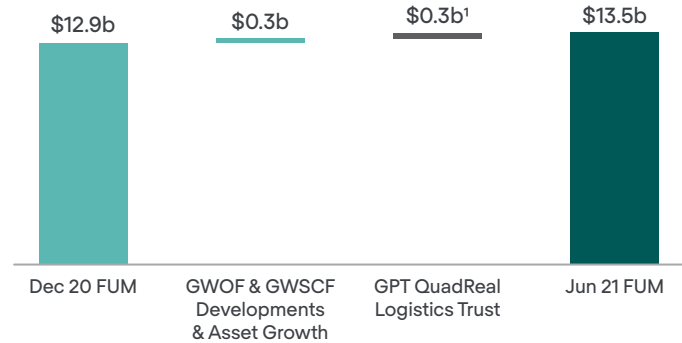 $12.9b
$0.3b
$0.3b¹
$13.5b
Dec 20 FUM
GWOF & GWSCF
Developments
& Asset Growth
GPT QuadReal
Logistics Trust
Jun 21 FUM